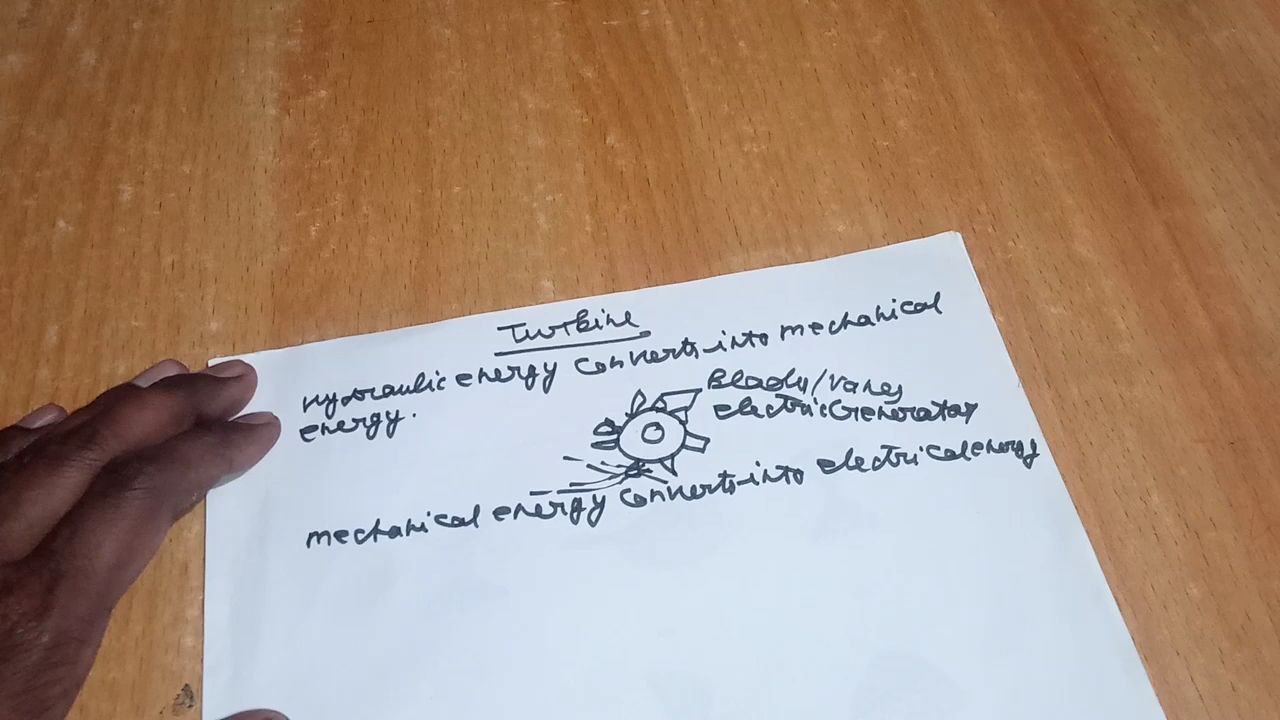 Turbine
Hydraulic energy converts into mechanical
energy.
Blades/vanes
electric Generator
mechanical energy converts into electrical energy